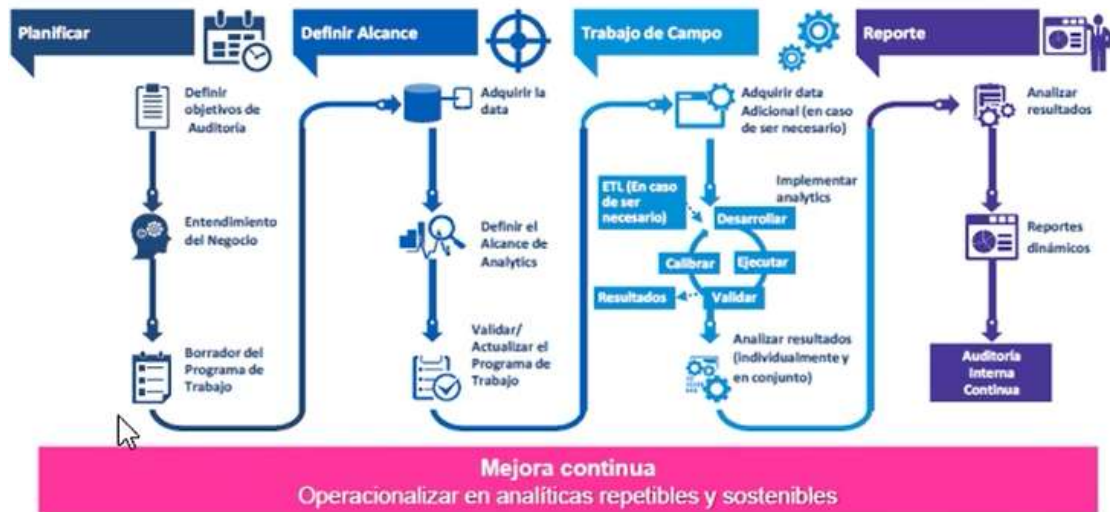 Planificar
Definir
objetivos de
Auditoría
Entendimiento
del Negocio
Borrador del
Programa de
Trabajo
Definir Alcance
Adquirir la
data
Definir el
Alcance de
Analytics
Validar/
Actualizar el
Programa de
Trabajo
Trabajo de Campo
Adquirir data
Adicional (en caso
de ser necesario)
Implementar
analytics
ETL (En caso
de ser
necesario)
Desarrollar
Calibrar
Ejecutar
Resultados
Validar
Analizar resultados
(individualmente y
en conjunto)
Reporte
Analizar
resultados
Reportes
dinámicos
Auditoría
Interna
Continua
Mejora continua
Operacionalizar en analíticas repetibles y sostenibles